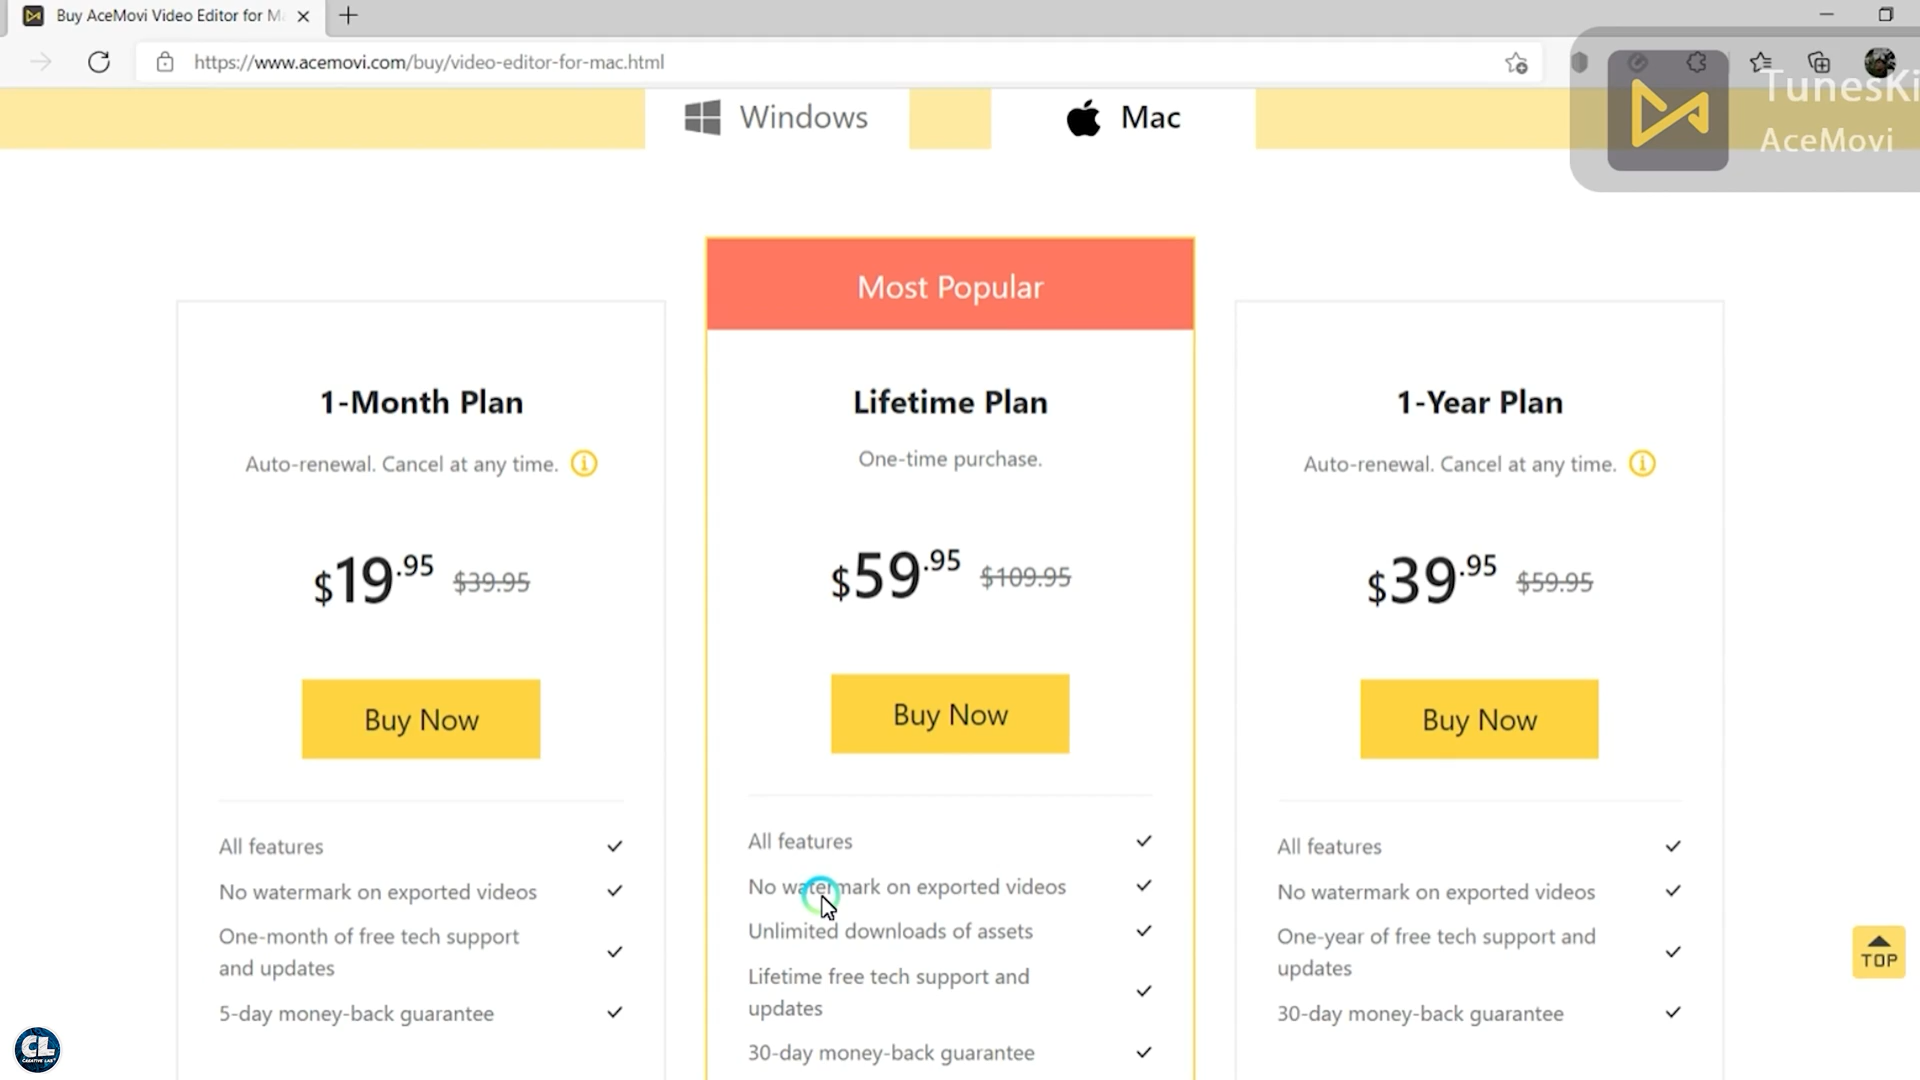 Buy AceMovi Video Editor for M
https://www.acemovi.com/buy/video-editor-for-mac.html
TunesKi
AceMovi
Windows
Mac
Most Popular
1-Month Plan
Auto-renewal. Cancel at any time.
$19.95 $39.95
Buy Now
All features
No watermark on exported videos
One-month of free tech support
and updates
5-day money-back guarantee
Lifetime Plan
One-time purchase.
$59.95 $109.95
Buy Now
All features
No watermark on exported videos
Unlimited downloads of assets
Lifetime free tech support and
updates
30-day money-back guarantee
1-Year Plan
Auto-renewal. Cancel at any time.
$39.95 $59.95
Buy Now
All features
No watermark on exported videos
One-year of free tech support and
updates
30-day money-back guarantee
TOP
CL